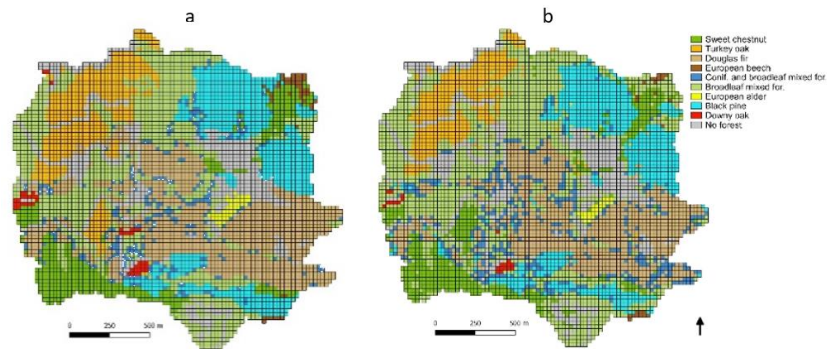 a
b
Sweet chestnut
Turkey oak
Douglas fir
European beech
Conif. and broadleaf mixed for.
Broadleaf mixed for.
European alder
Black pine
Downy oak
No forest
0 250 500 m
0 250 500 m